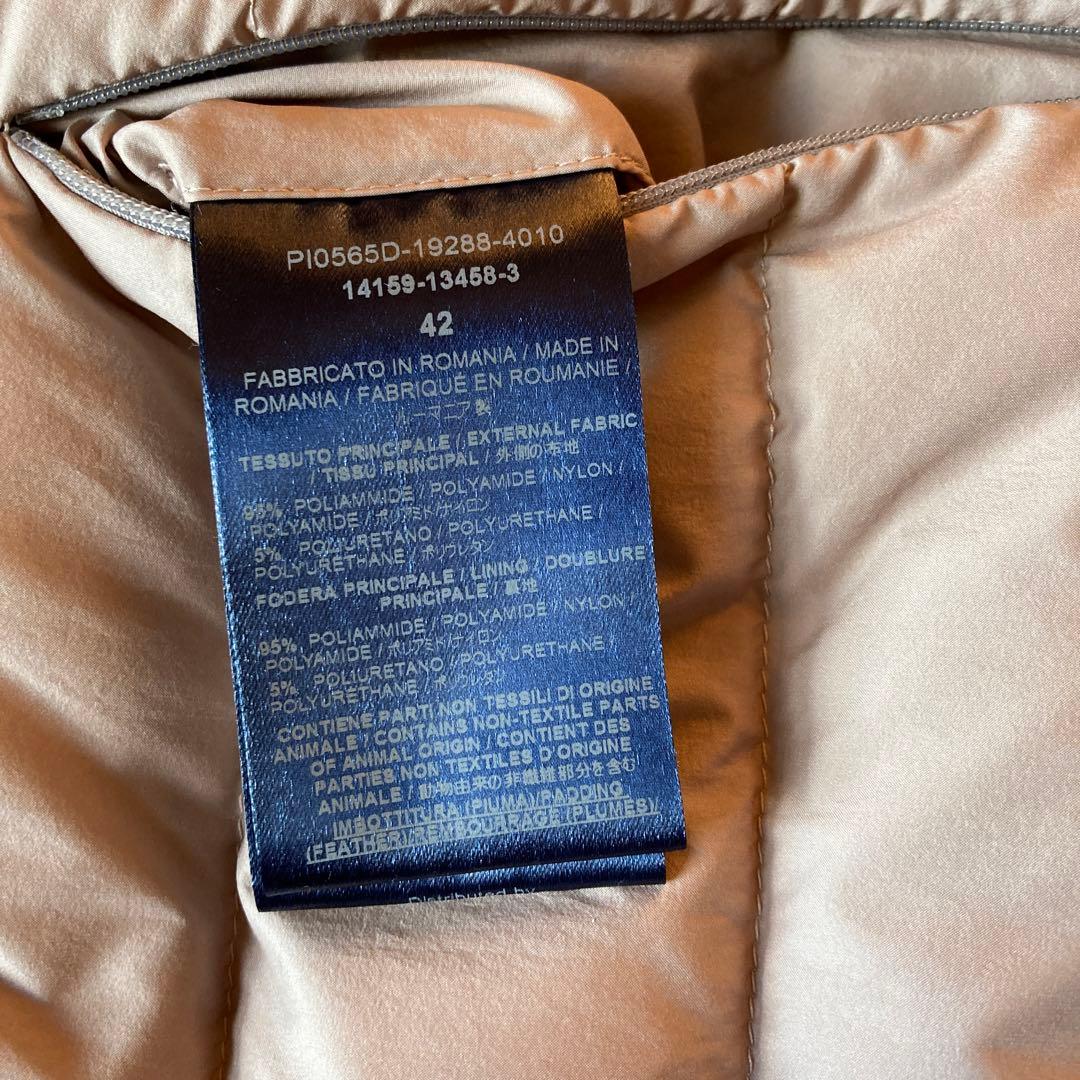 PI0565D-19288-4010
14159-13458-3
42
FABBRICATO IN ROMANIA / MADE IN
ROMANIA / FABRIQUÉ EN ROUMANIE /
ルーマニア製
TESSUTO PRINCIPALE / EXTERNAL FABRIC
/ TISSU PRINCIPAL / 外側の布地
95% POLIAMMIDE / POLYAMIDE / NYLON /
POLYAMIDE / ポリアミド/ナイロン
5% POLIURETANO / POLYURETHANE /
POLYURETHANE / ポリウレタン
FODERA PRINCIPALE / LINING / DOUBLURE
PRINCIPALE / 裏地
95% POLIAMMIDE / POLYAMIDE / NYLON /
POLYAMIDE / ポリアミド/ナイロン
5% POLIURETANO / POLYURETHANE /
POLYURETHANE / ポリウレタン
CONTIENE PARTI NON TESSILI DI ORIGINE
ANIMALE / CONTAINS NON-TEXTILE PARTS
OF ANIMAL ORIGIN / CONTIENT DES
PARTIES NON TEXTILES D'ORIGINE
ANIMALE / 動物由来の非繊維部分を含む
IMBOTTITURA (PIUMA)/PADDING
(FEATHER)/REMBOURRAGE (PLUMES)/
Distributed by